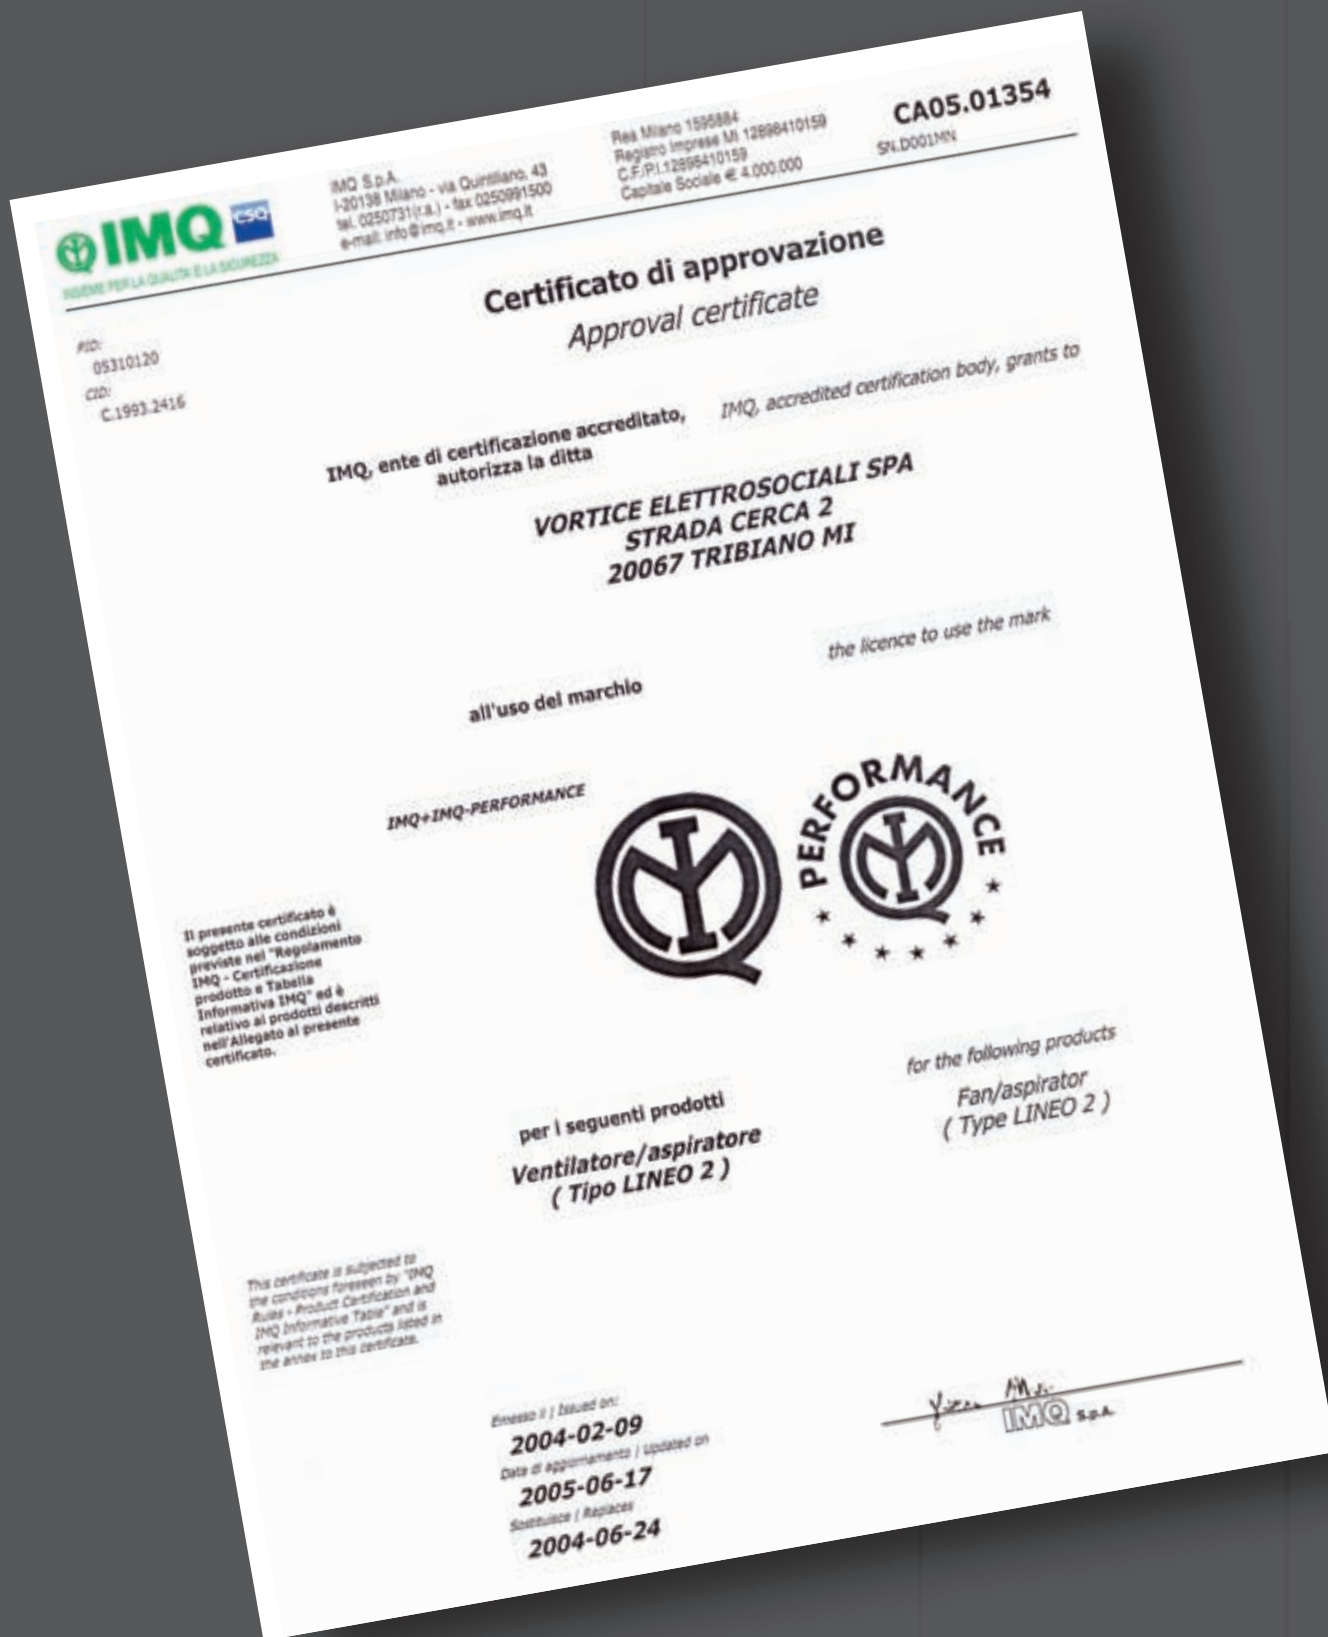 IMQ CSQ
INSIEME PER LA QUALITÀ E LA SICUREZZA
IMQ S.p.A.
I-20138 Milano - via Quintiliano, 43
tel. 0250731(r.a.) - fax 0250991500
e-mail: info@imq.it - www.imq.it
Rea Milano 1595884
Registro Imprese MI 12898410159
C.F./P.I.12898410159
Capitale Sociale € 4.000.000
CA05.01354
SN.D001MN
Certificato di approvazione
Approval certificate
PID:
05310120
CID:
C.1993.2416
IMQ, ente di certificazione accreditato,
autorizza la ditta
IMQ, accredited certification body, grants to
VORTICE ELETTROSOCIALI SPA
STRADA CERCA 2
20067 TRIBIANO MI
all'uso del marchio
the licence to use the mark
IMQ+IMQ-PERFORMANCE
PERFORMANCE
Il presente certificato è
soggetto alle condizioni
previste nel "Regolamento
IMQ - Certificazione
prodotto e Tabella
Informativa IMQ" ed è
relativo ai prodotti descritti
nell'Allegato al presente
certificato.
per i seguenti prodotti
Ventilatore/aspiratore
( Tipo LINEO 2 )
for the following products
Fan/aspirator
( Type LINEO 2 )
This certificate is subjected to
the conditions foreseen by "IMQ
Rules - Product Certification and
IMQ Informative Table" and is
relevant to the products listed in
the annex to this certificate.
Emesso il | Issued on:
2004-02-09
Data di aggiornamento | Updated on
2005-06-17
Sostituisce | Replaces
2004-06-24
IMQ S.p.A.